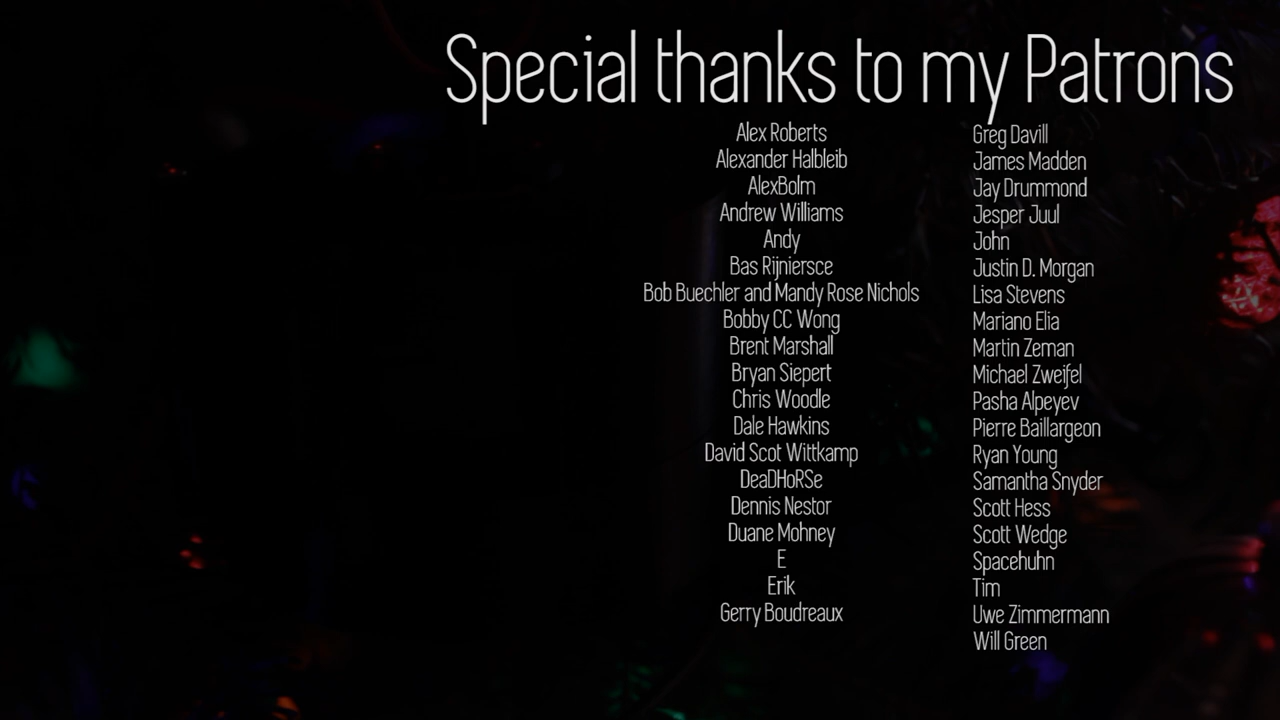 Special thanks to my Patrons
Alex Roberts
Alexander Halbleib
AlexBolm
Andrew Williams
Andy
Bas Rijniersce
Bob Buechler and Mandy Rose Nichols
Bobby CC Wong
Brent Marshall
Bryan Siepert
Chris Woodle
Dale Hawkins
David Scot Wittkamp
DeaDHoRSe
Dennis Nestor
Duane Mohney
E
Erik
Gerry Boudreaux
Greg Davill
James Madden
Jay Drummond
Jesper Juul
John
Justin D. Morgan
Lisa Stevens
Mariano Elia
Martin Zeman
Michael Zweifel
Pasha Alpeyev
Pierre Baillargeon
Ryan Young
Samantha Snyder
Scott Hess
Scott Wedge
Spacehuhn
Tim
Uwe Zimmermann
Will Green